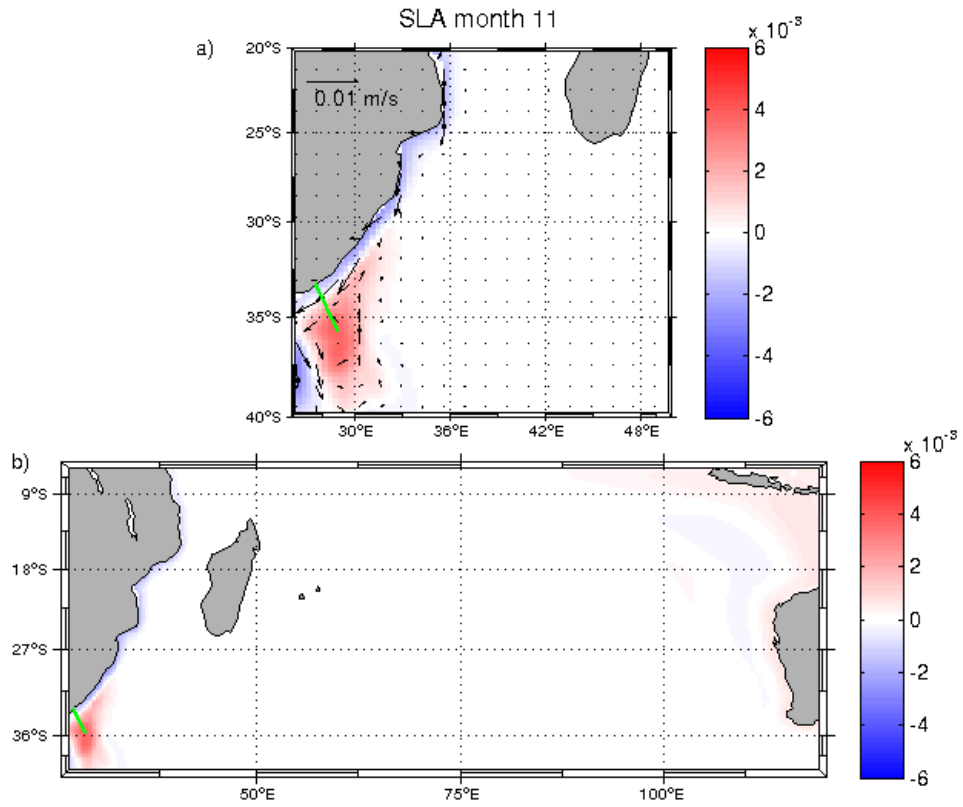 SLA month 11
a)
x 10⁻³
20°S
25°S
30°S
35°S
40°S
0.01 m/s
30°E
36°E
42°E
48°E
6
4
2
0
-2
-4
-6
b)
x 10⁻³
9°S
18°S
27°S
36°S
50°E
75°E
100°E
6
4
2
0
-2
-4
-6